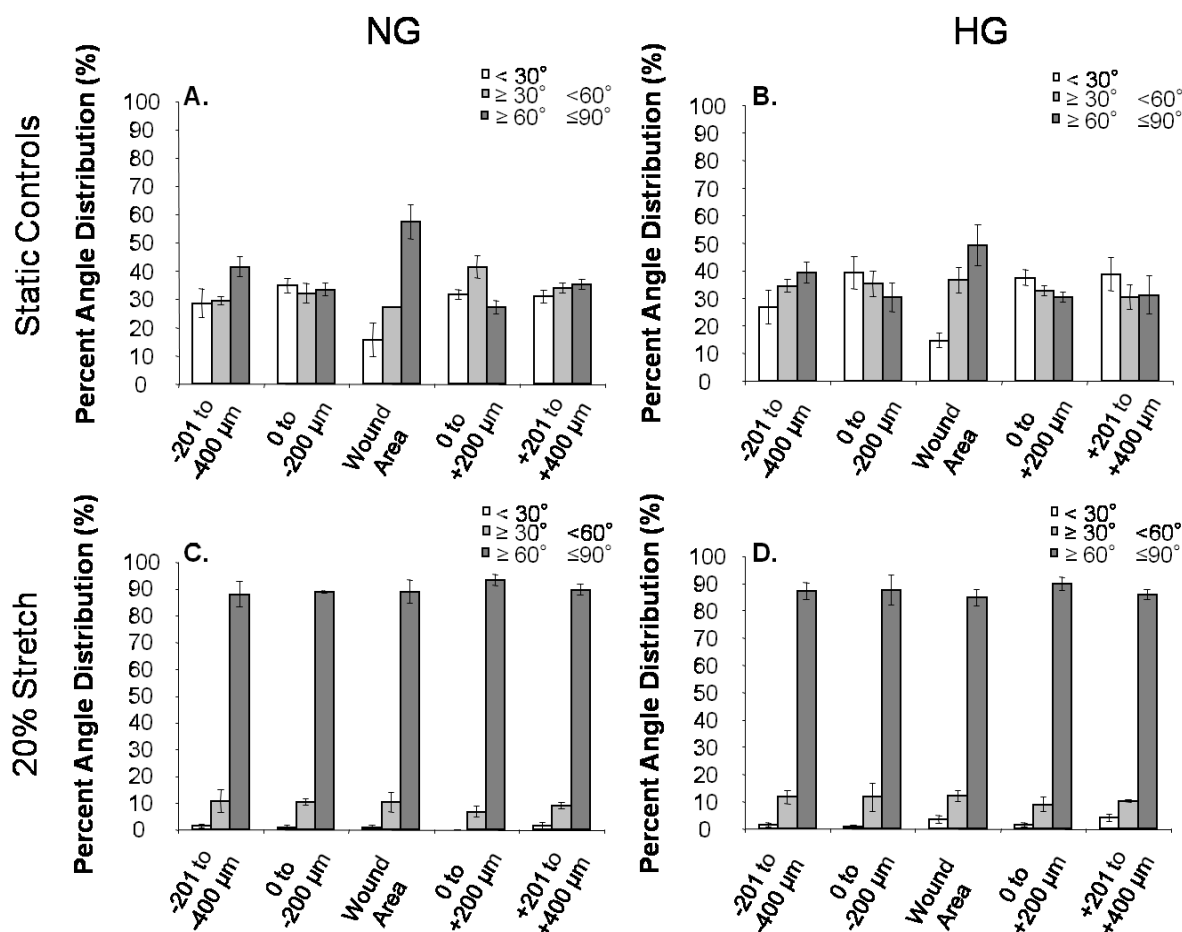 NG
HG
Static Controls
20% Stretch
A.
Percent Angle Distribution (%)
< 30°
≥ 30° <60°
≥ 60° ≤90°
100
90
80
70
60
50
40
30
20
10
0
-201 to
-400 µm
0 to
-200 µm
Wound
Area
0 to
+200 µm
+201 to
+400 µm
B.
Percent Angle Distribution (%)
< 30°
≥ 30° <60°
≥ 60° ≤90°
100
90
80
70
60
50
40
30
20
10
0
-201 to
-400 µm
0 to
-200 µm
Wound
Area
0 to
+200 µm
+201 to
+400 µm
C.
Percent Angle Distribution (%)
< 30°
≥ 30° <60°
≥ 60° ≤90°
100
90
80
70
60
50
40
30
20
10
0
-201 to
-400 µm
0 to
-200 µm
Wound
Area
0 to
+200 µm
+201 to
+400 µm
D.
Percent Angle Distribution (%)
< 30°
≥ 30° <60°
≥ 60° ≤90°
100
90
80
70
60
50
40
30
20
10
0
-201 to
-400 µm
0 to
-200 µm
Wound
Area
0 to
+200 µm
+201 to
+400 µm